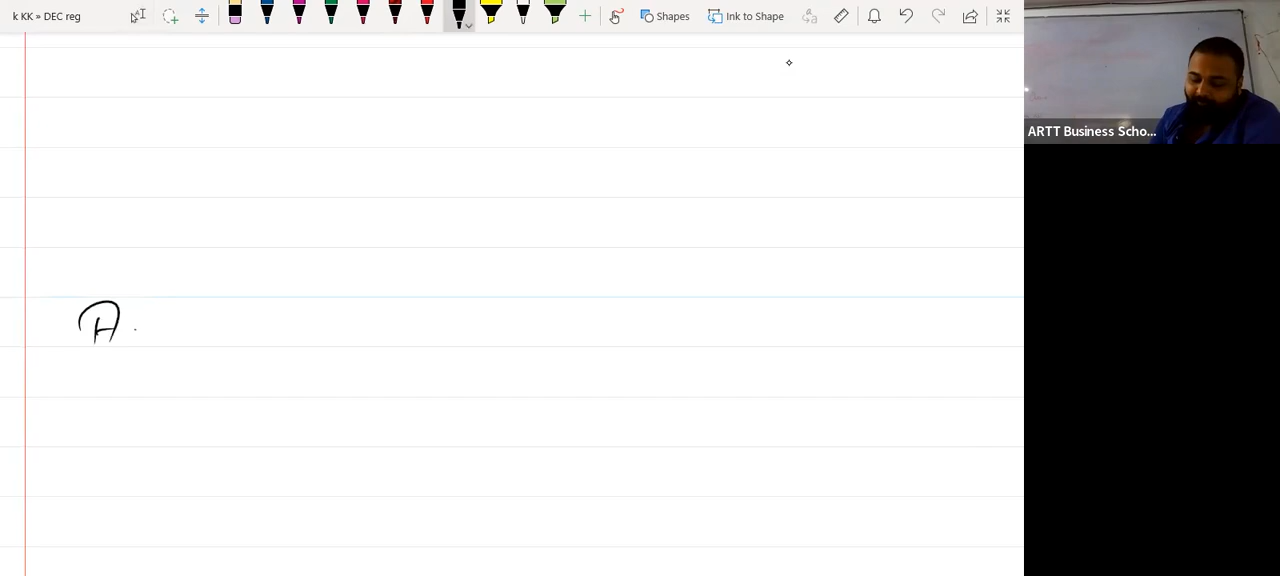 k KK » DEC reg
Shapes
Ink to Shape
ARTT Business Scho...
A.